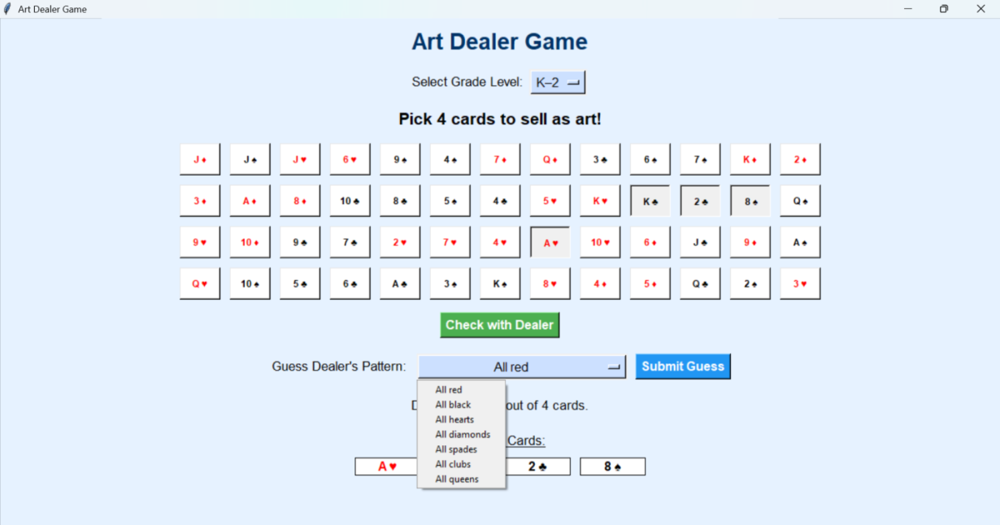 Art Dealer Game
Art Dealer Game
Select Grade Level: K–2
Pick 4 cards to sell as art!
J♦ J♠ J♥ 6♥ 9♠ 4♠ 7♦ Q♦ 3♣ 6♠ 7♠ K♦ 2♦
3♦ A♦ 8♦ 10♣ 8♣ 5♠ 4♣ 5♥ K♥ K♣ 2♣ 8♠ Q♠
9♥ 10♦ 9♣ 7♣ 2♥ 7♥ 4♥ A♥ 10♥ 6♦ J♣ 9♦ A♠
Q♥ 10♠ 5♣ 6♣ A♣ 3♠ K♠ 8♥ 4♦ 5♦ Q♣ 2♠ 3♥
Check with Dealer
Guess Dealer's Pattern: All red Submit Guess
All red
All black
All hearts
All diamonds
All spades
All clubs
All queens
out of 4 cards.
Cards:
A♥ 2♣ 8♠